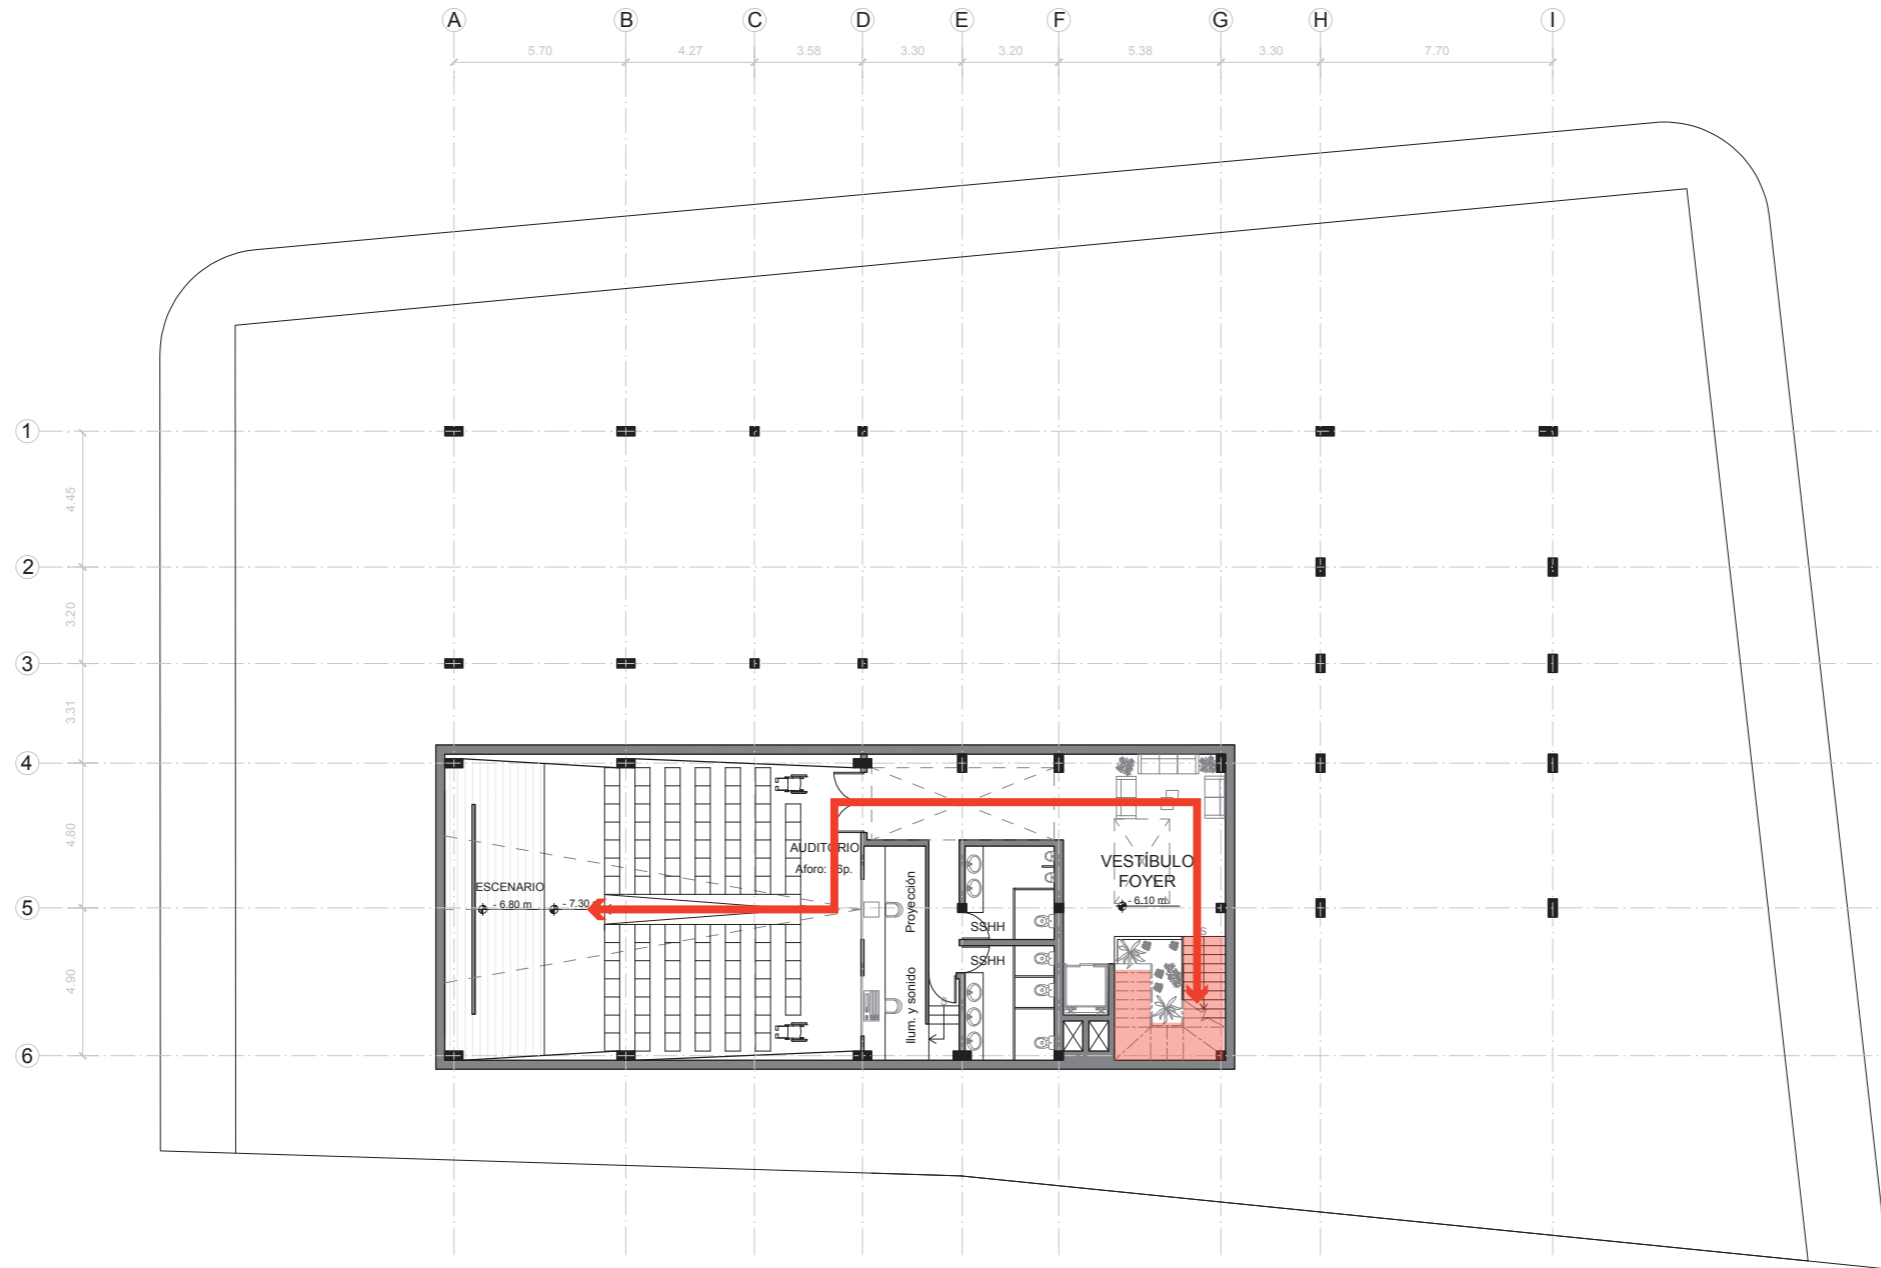 A B C D E F G H I
5.70 4.27 3.58 3.30 3.20 5.38 3.30 7.70
1
4.45
2
3.20
3
3.31
4
4.80
AUDITORIO
Aforo: 6p.
VESTÍBULO
FOYER
ESCENARIO
- 6.80 m
- 7.30
- 6.10 m
5
Proyección
Ilum. y sonido
SSHH
SSHH
S
4.90
6